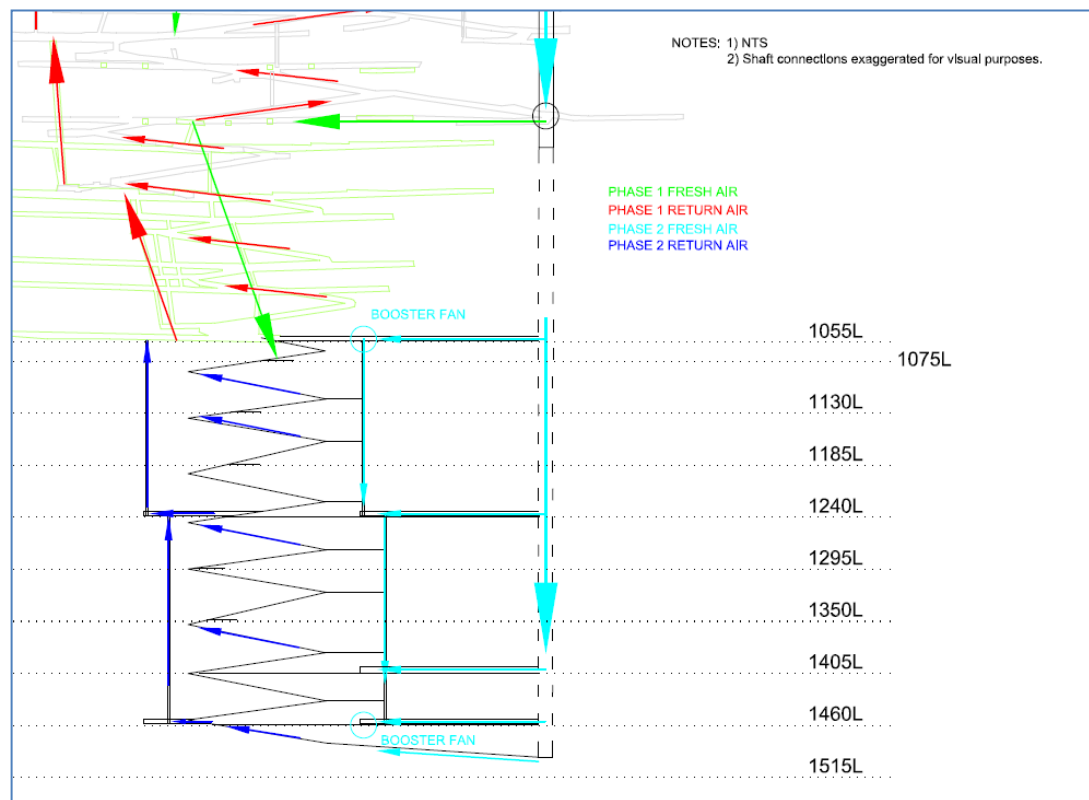 NOTES: 1) NTS
2) Shaft connections exaggerated for visual purposes.
PHASE 1 FRESH AIR
PHASE 1 RETURN AIR
PHASE 2 FRESH AIR
PHASE 2 RETURN AIR
BOOSTER FAN
1055L
1075L
1130L
1185L
1240L
1295L
1350L
1405L
1460L
BOOSTER FAN
1515L